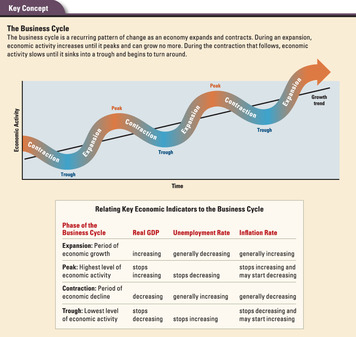 Key Concept
The Business Cycle
The business cycle is a recurring pattern of change as an economy expands and contracts. During an expansion,
economic activity increases until it peaks and can grow no more. During the contraction that follows, economic
activity slows until it sinks into a trough and begins to turn around.
Economic Activity
Contraction
Trough
Expansion
Peak
Contraction
Trough
Expansion
Peak
Contraction
Trough
Expansion
Growth
trend
Time
Relating Key Economic Indicators to the Business Cycle
Phase of the
Business Cycle Real GDP Unemployment Rate Inflation Rate
Expansion: Period of
economic growth increasing generally decreasing generally increasing
Peak: Highest level of stops stops increasing and
economic activity increasing stops decreasing may start decreasing
Contraction: Period of
economic decline decreasing generally increasing generally decreasing
Trough: Lowest level stops stops decreasing and
of economic activity decreasing stops increasing may start increasing